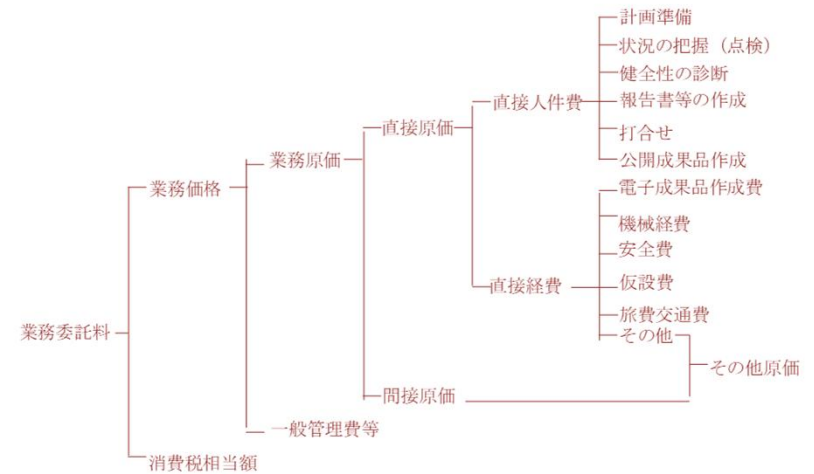 計画準備
状況の把握（点検）
健全性の診断
直接人件費
報告書等の作成
直接原価
打合せ
業務原価
公開成果品作成
業務価格
電子成果品作成費
機械経費
安全費
直接経費
仮設費
旅費交通費
業務委託料
その他
その他原価
間接原価
一般管理費等
消費税相当額